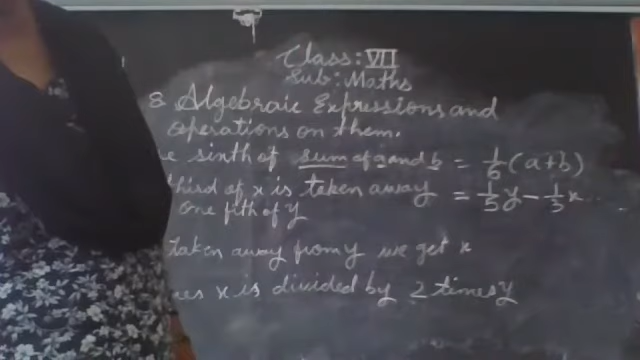 Class: VII
Sub: Maths
8 Algebraic Expressions and
operations on them.
sixth of sum of a and b = 1/6 (a+b)
third of x is taken away = 1/5 y - 1/3 x
one fith of y
taken away from y we get x
x is divided by 2 times y